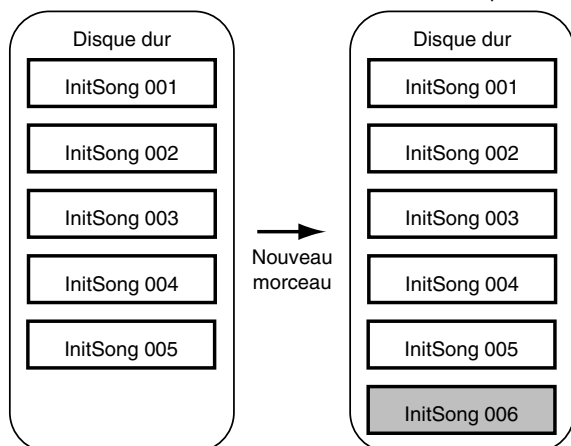 Disque dur
InitSong 001
InitSong 002
InitSong 003
InitSong 004
InitSong 005
Nouveau
morceau
Disque dur
InitSong 001
InitSong 002
InitSong 003
InitSong 004
InitSong 005
InitSong 006